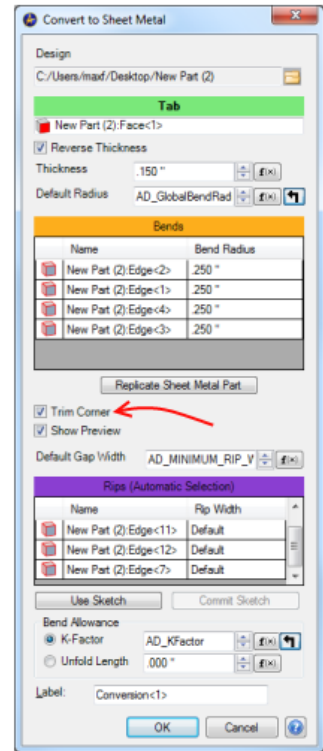 Convert to Sheet Metal
Design
C:/Users/maxf/Desktop/New Part (2)
Tab
New Part (2):Face<1>
Reverse Thickness
Thickness .150 " f(x)
Default Radius AD_GlobalBendRad f(x)
Bends
Name Bend Radius
New Part (2):Edge<2> .250 "
New Part (2):Edge<1> .250 "
New Part (2):Edge<4> .250 "
New Part (2):Edge<3> .250 "
Replicate Sheet Metal Part
Trim Corner
Show Preview
Default Gap Width AD_MINIMUM_RIP_V f(x)
Rips (Automatic Selection)
Name Rip Width
New Part (2):Edge<11> Default
New Part (2):Edge<12> Default
New Part (2):Edge<7> Default
Use Sketch Commit Sketch
Bend Allowance
K-Factor AD_KFactor f(x)
Unfold Length .000 " f(x)
Label: Conversion<1>
OK Cancel ?